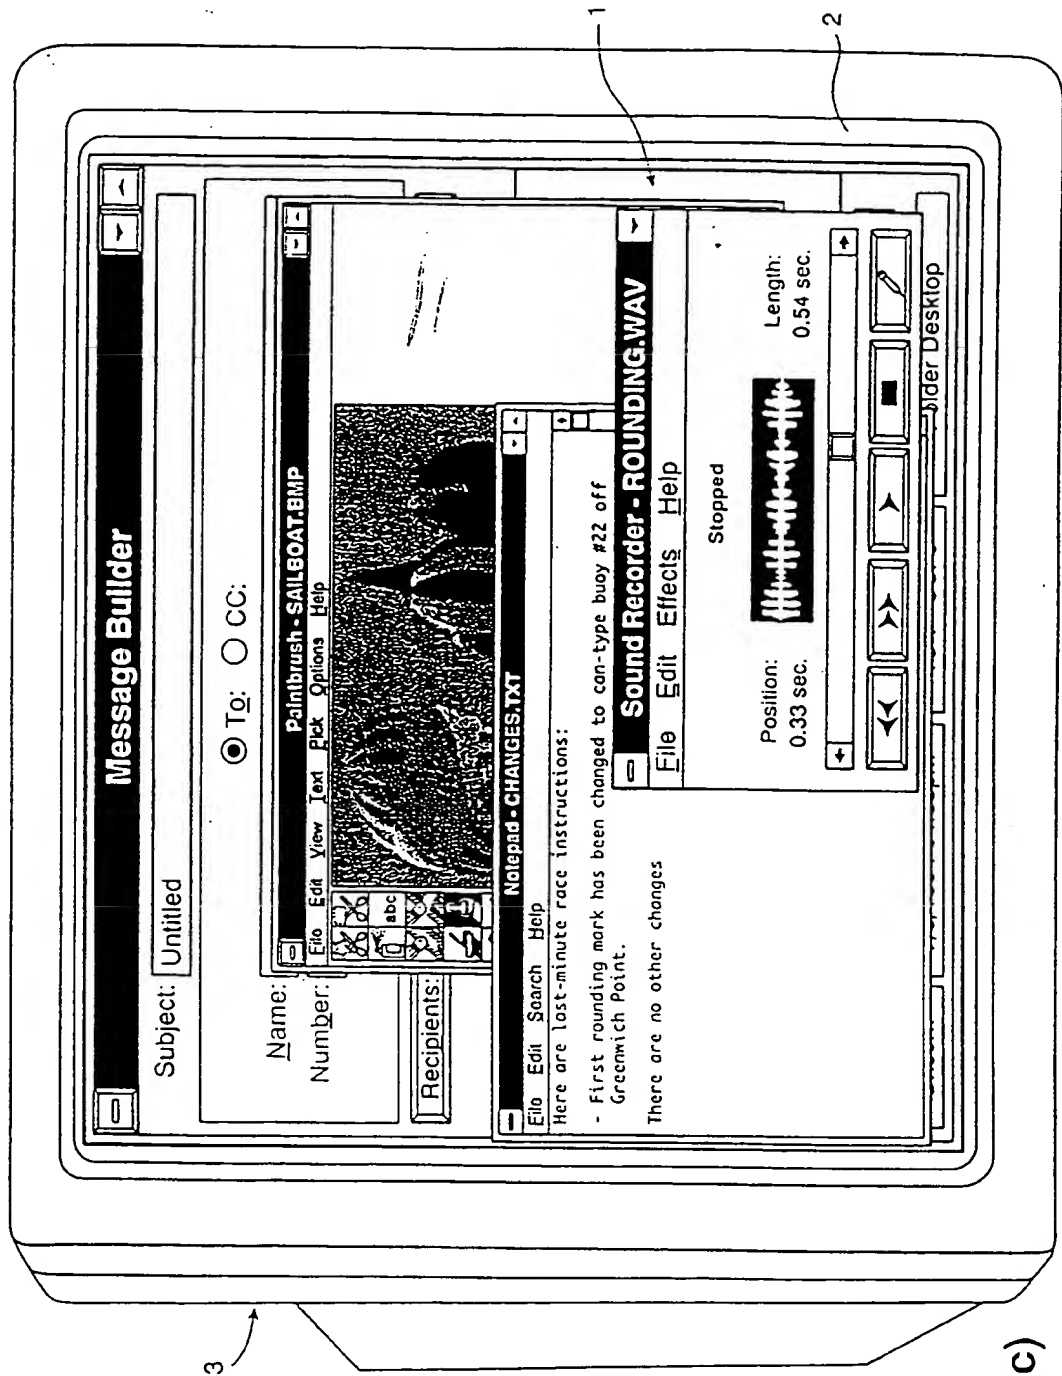 Message Builder
Subject: Untitled
To: CC:
Name:
Number:
Recipients:
Paintbrush - SAILBOAT.BMP
File Edit View Text Pick Options Help
abc
Notepad - CHANGES.TXT
File Edit Search Help
Here are last-minute race instructions:
- First rounding mark has been changed to can-type buoy #22 off
Greenwich Point.
There are no other changes
Sound Recorder - ROUNDING.WAV
File Edit Effects Help
Stopped
Position: Length:
0.33 sec. 0.54 sec.
Desktop
1
2
3
c)